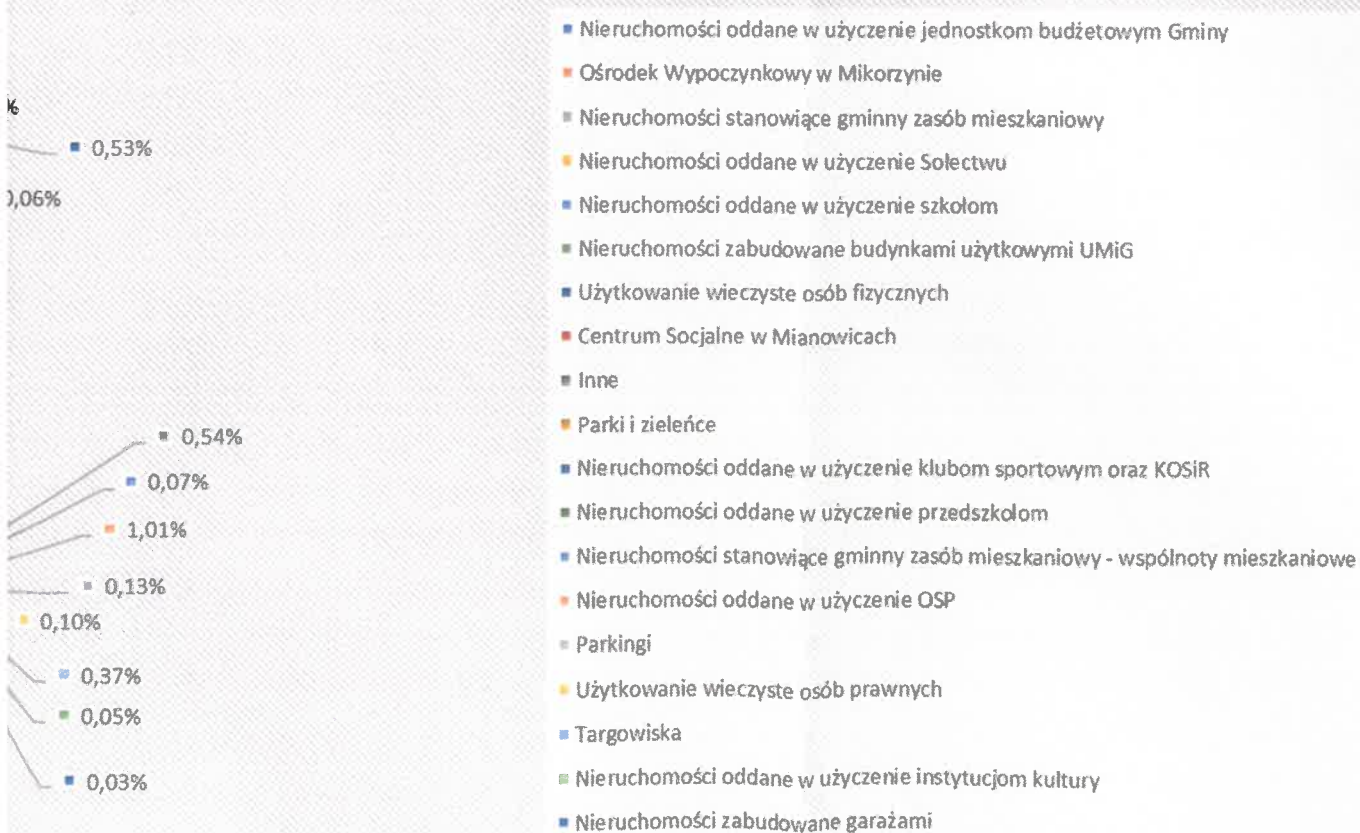 %
0,53%
0,06%
0,54%
0,07%
1,01%
0,13%
0,10%
0,37%
0,05%
0,03%
Nieruchomości oddane w użyczenie jednostkom budżetowym Gminy
Ośrodek Wypoczynkowy w Mikorzynie
Nieruchomości stanowiące gminny zasób mieszkaniowy
Nieruchomości oddane w użyczenie Sołectwu
Nieruchomości oddane w użyczenie szkołom
Nieruchomości zabudowane budynkami użytkowymi UMiG
Użytkowanie wieczyste osób fizycznych
Centrum Socjalne w Mianowicach
Inne
Parki i zieleńce
Nieruchomości oddane w użyczenie klubom sportowym oraz KOSiR
Nieruchomości oddane w użyczenie przedszkolom
Nieruchomości stanowiące gminny zasób mieszkaniowy - wspólnoty mieszkaniowe
Nieruchomości oddane w użyczenie OSP
Parkingi
Użytkowanie wieczyste osób prawnych
Targowiska
Nieruchomości oddane w użyczenie instytucjom kultury
Nieruchomości zabudowane garażami